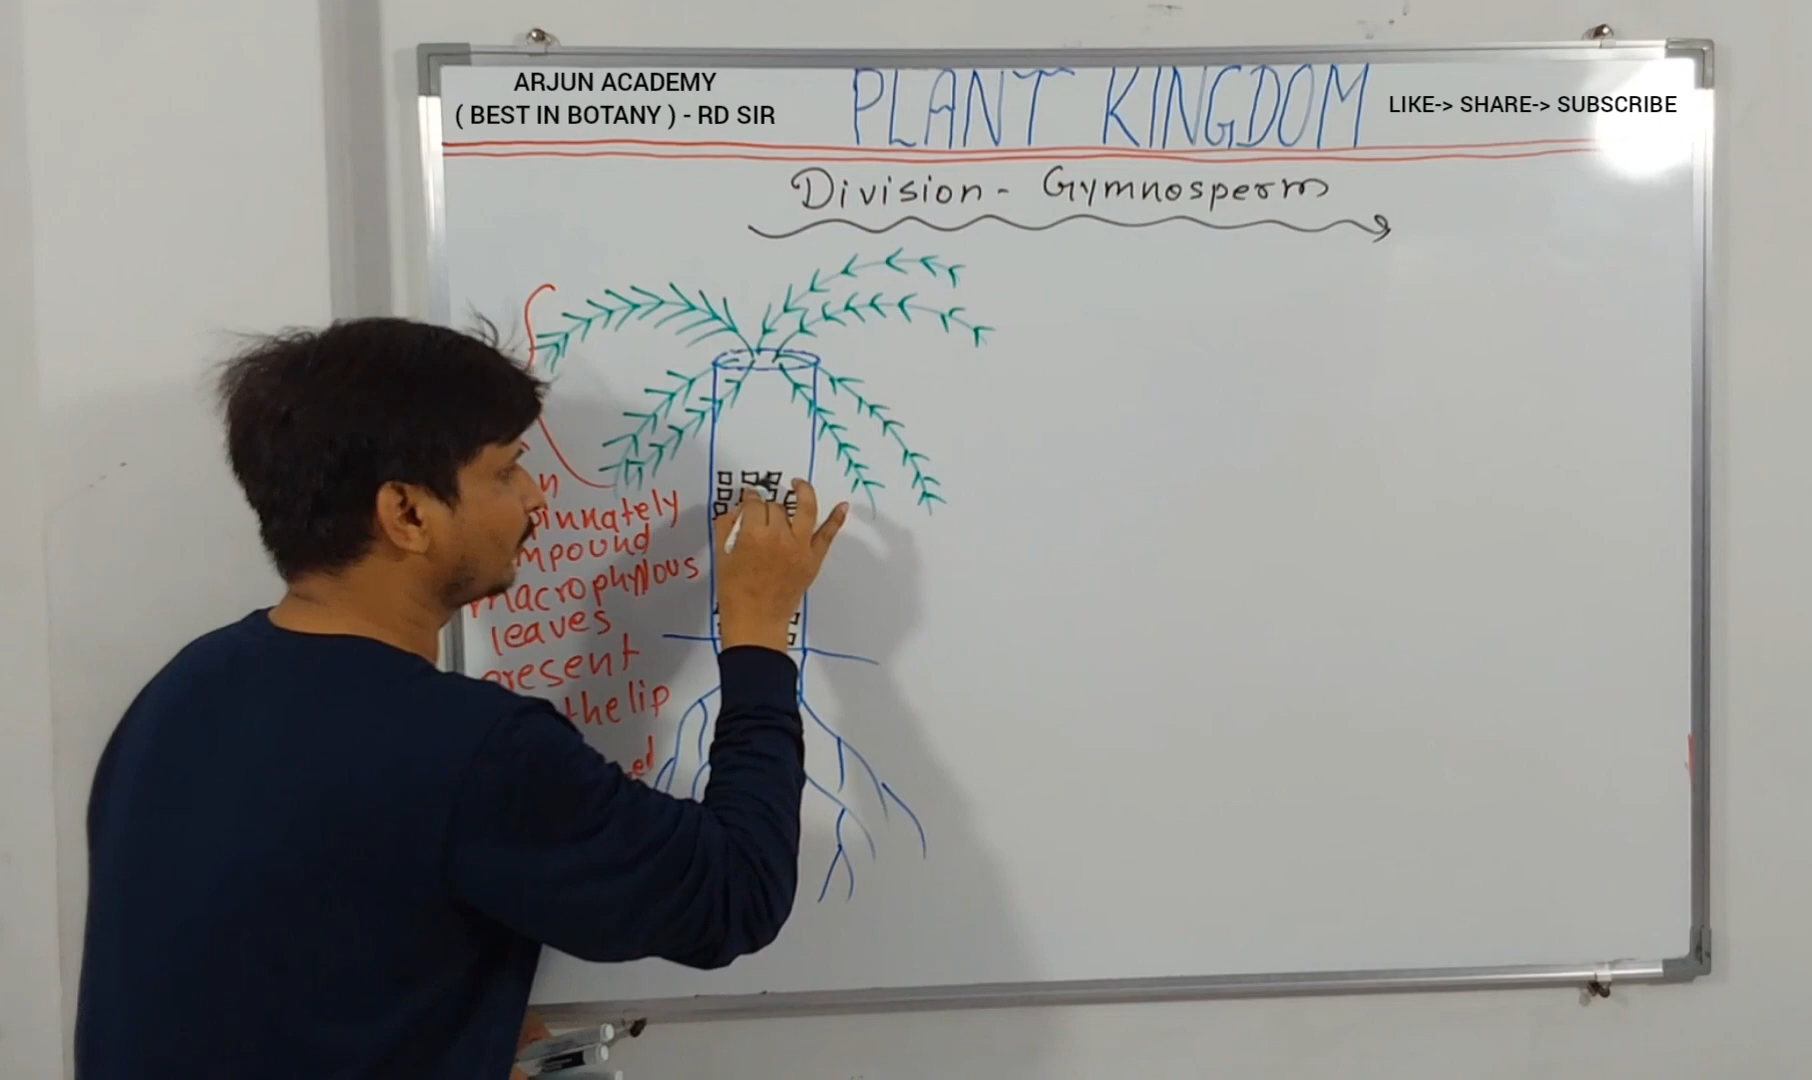 ARJUN ACADEMY
( BEST IN BOTANY ) - RD SIR
PLANT KINGDOM
LIKE-> SHARE-> SUBSCRIBE
Division - Gymnosperm
pinnately
mpound
macrophyllous
leaves
present
the lip